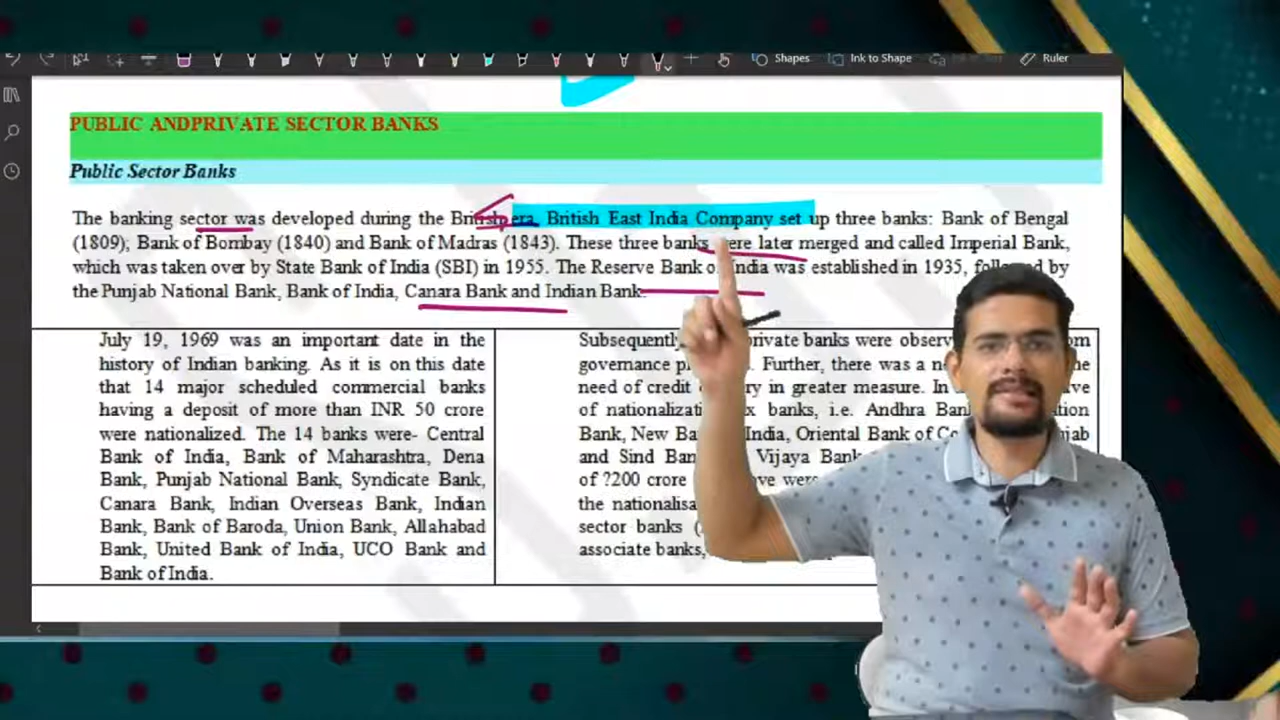 Shapes
Ink to Shape
Ruler
PUBLIC ANDPRIVATE SECTOR BANKS
Public Sector Banks
The banking sector was developed during the British era. British East India Company set up three banks: Bank of Bengal
(1809); Bank of Bombay (1840) and Bank of Madras (1843). These three banks were later merged and called Imperial Bank,
which was taken over by State Bank of India (SBI) in 1955. The Reserve Bank of India was established in 1935, followed by
the Punjab National Bank, Bank of India, Canara Bank and Indian Bank.
July 19, 1969 was an important date in the
history of Indian banking. As it is on this date
that 14 major scheduled commercial banks
having a deposit of more than INR 50 crore
were nationalized. The 14 banks were- Central
Bank of India, Bank of Maharashtra, Dena
Bank, Punjab National Bank, Syndicate Bank,
Canara Bank, Indian Overseas Bank, Indian
Bank, Bank of Baroda, Union Bank, Allahabad
Bank, United Bank of India, UCO Bank and
Bank of India.
Subsequently, private banks were
governance Further, there was a
need of credit in greater measure. In
of banks, i.e. Andhra
Bank, New India, Oriental Bank of
and Sind Vijaya Bank
of ?200 crore
the
sector banks
associate banks,